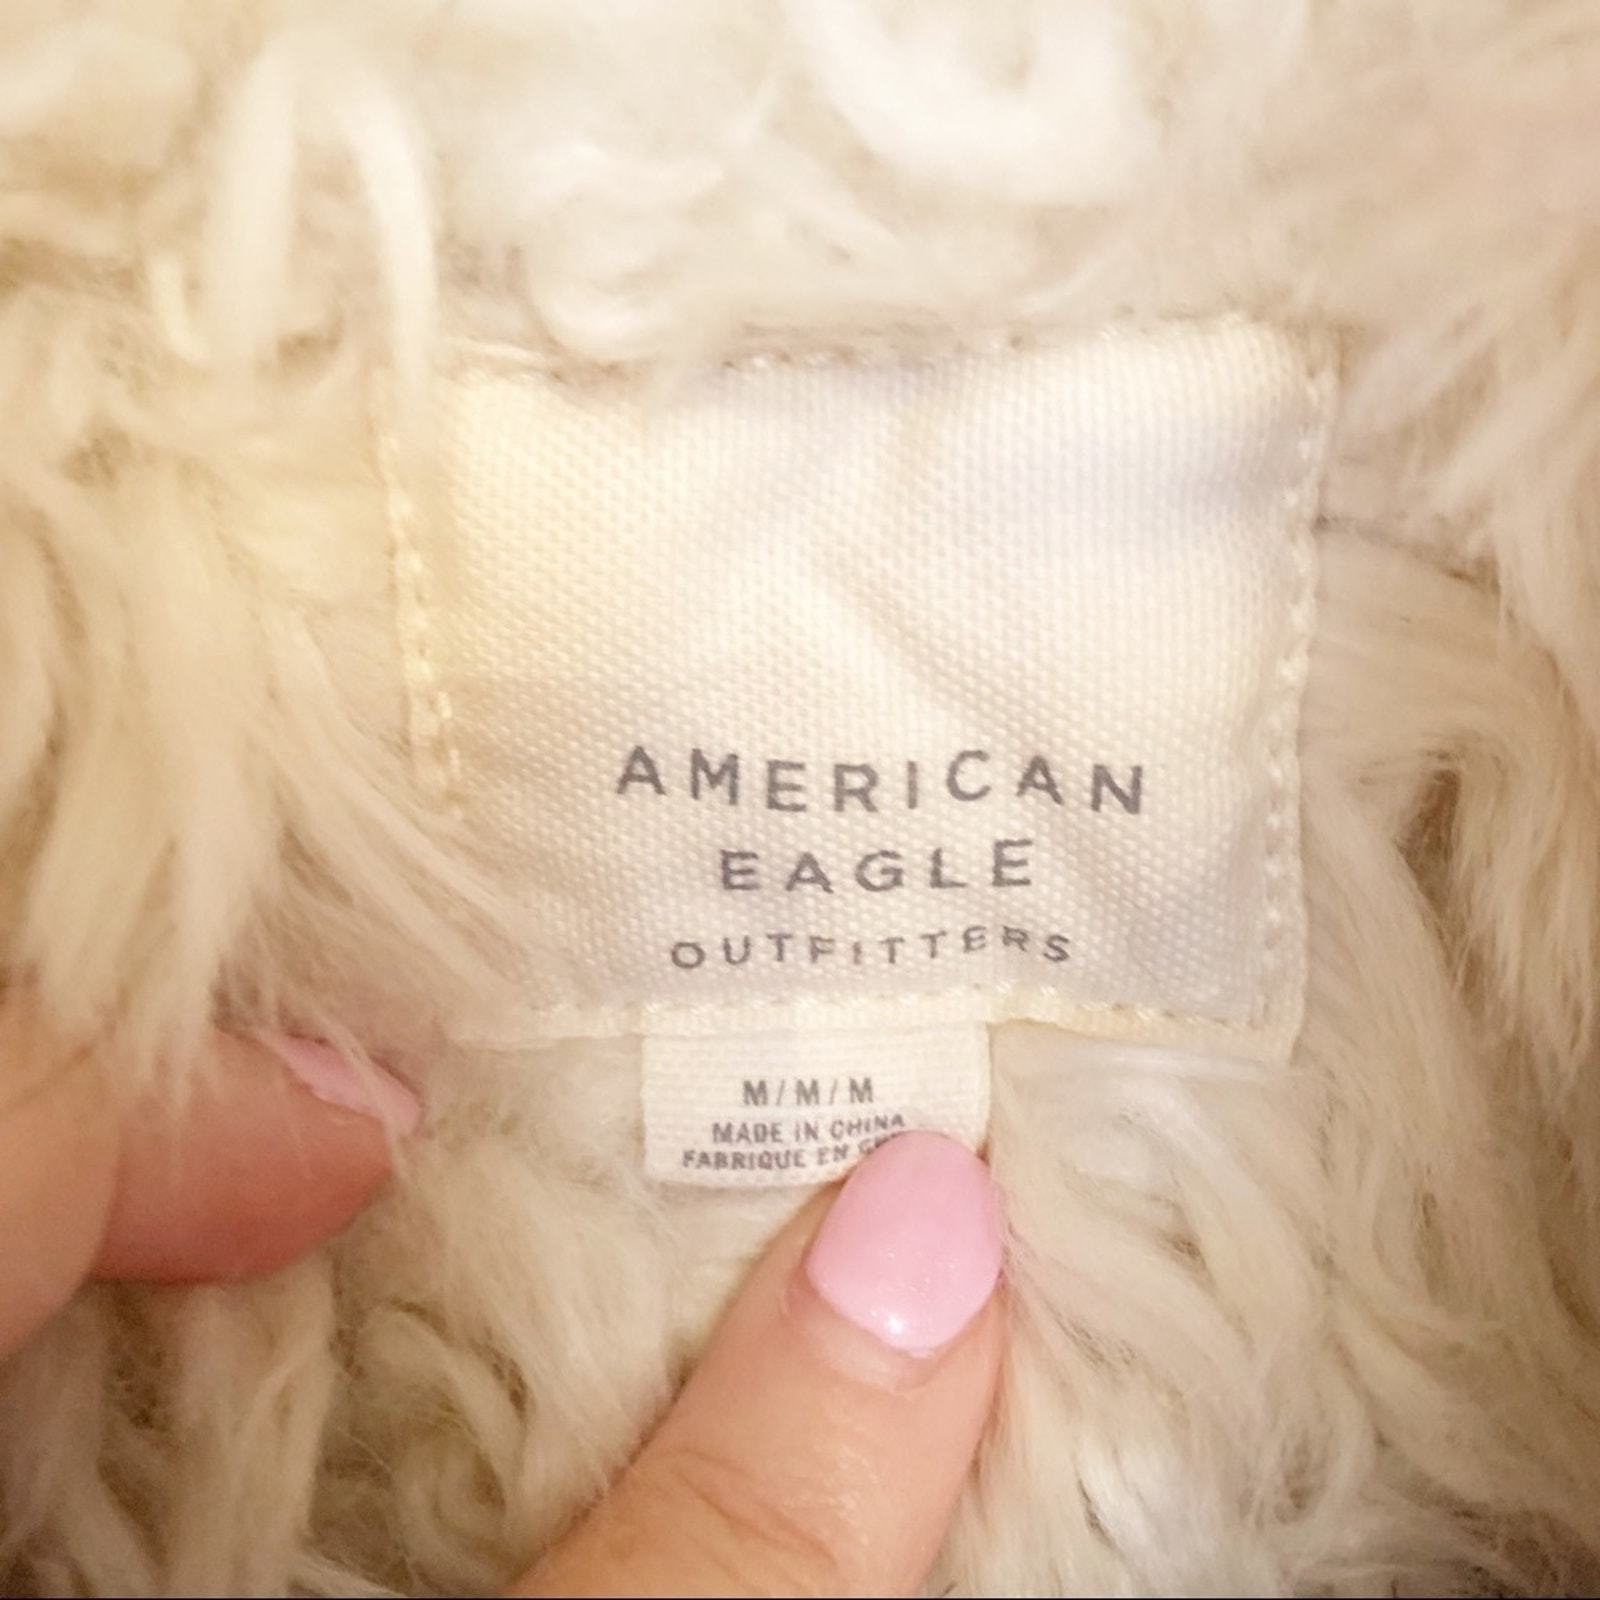 AMERICAN
EAGLE
OUTFITTERS
M/M/M
MADE IN CHINA
FABRIQUE EN